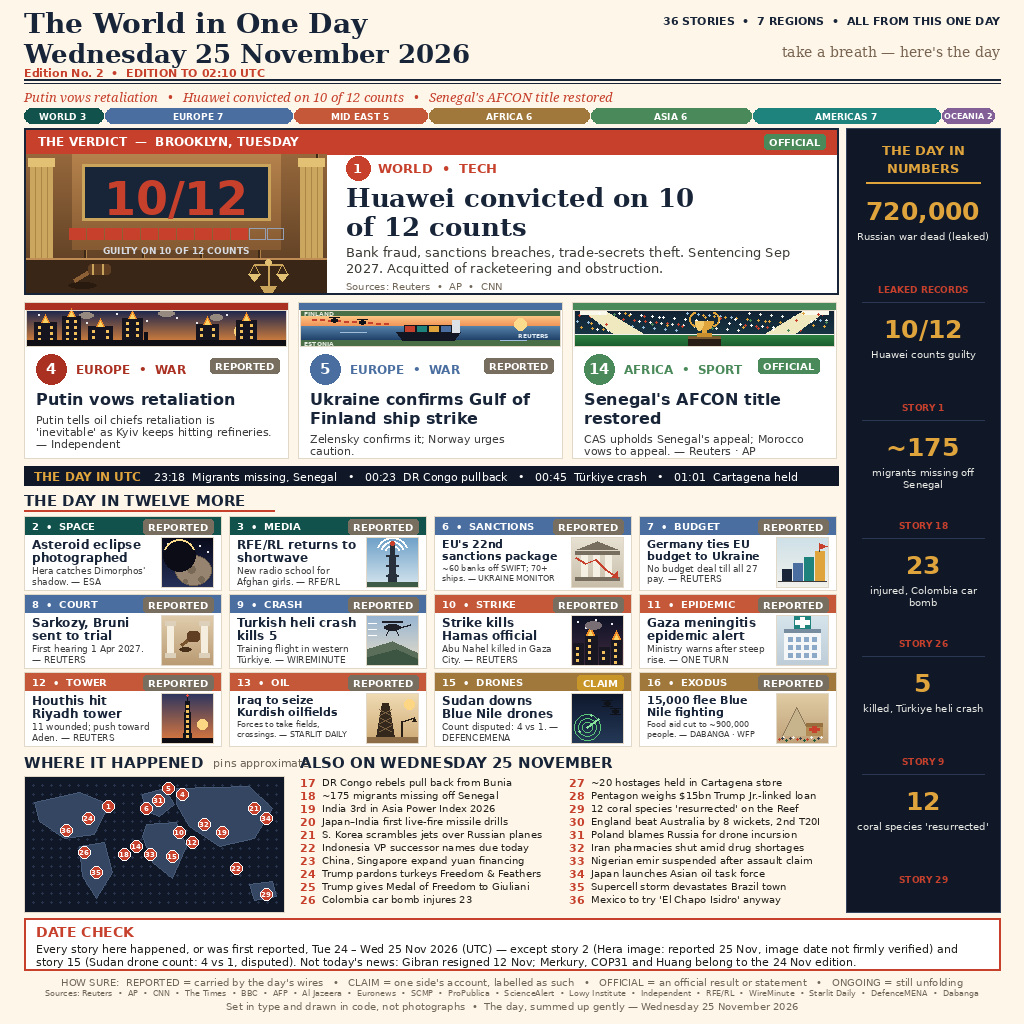 The World in One Day
Wednesday 25 November 2026
Edition No. 2 • EDITION TO 02:10 UTC
36 STORIES • 7 REGIONS • ALL FROM THIS ONE DAY
take a breath — here's the day
Putin vows retaliation • Huawei convicted on 10 of 12 counts • Senegal's AFCON title restored
WORLD 3
EUROPE 7
MID EAST 5
AFRICA 6
ASIA 6
AMERICAS 7
OCEANIA 2
THE VERDICT — BROOKLYN, TUESDAY
OFFICIAL
10/12
GUILTY ON 10 OF 12 COUNTS
1 WORLD • TECH
Huawei convicted on 10
of 12 counts
Bank fraud, sanctions breaches, trade-secrets theft. Sentencing Sep
2027. Acquitted of racketeering and obstruction.
Sources: Reuters • AP • CNN
4 EUROPE • WAR REPORTED
Putin vows retaliation
Putin tells oil chiefs retaliation is
'inevitable' as Kyiv keeps hitting refineries.
— Independent
FINLAND
REUTERS
ESTONIA
5 EUROPE • WAR REPORTED
Ukraine confirms Gulf of
Finland ship strike
Zelensky confirms it; Norway urges
caution.
14 AFRICA • SPORT OFFICIAL
Senegal's AFCON title
restored
CAS upholds Senegal's appeal; Morocco
vows to appeal. — Reuters · AP
THE DAY IN UTC 23:18 Migrants missing, Senegal • 00:23 DR Congo pullback • 00:45 Türkiye crash • 01:01 Cartagena held
THE DAY IN TWELVE MORE
2 • SPACE REPORTED
Asteroid eclipse
photographed
Hera catches Dimorphos'
shadow. — ESA
3 • MEDIA REPORTED
RFE/RL returns to
shortwave
New radio school for
Afghan girls. — RFE/RL
6 • SANCTIONS REPORTED
EU's 22nd
sanctions package
~60 banks off SWIFT; 70+
ships. — UKRAINE MONITOR
7 • BUDGET REPORTED
Germany ties EU
budget to Ukraine
No budget deal till all 27
pay. — REUTERS
8 • COURT REPORTED
Sarkozy, Bruni
sent to trial
First hearing 1 Apr 2027.
— REUTERS
9 • CRASH REPORTED
Turkish heli crash
kills 5
Training flight in western
Türkiye. — WIREMINUTE
10 • STRIKE REPORTED
Strike kills
Hamas official
Abu Nahel killed in Gaza
City. — REUTERS
11 • EPIDEMIC REPORTED
Gaza meningitis
epidemic alert
Ministry warns after steep
rise. — ONE TURN
12 • TOWER REPORTED
Houthis hit
Riyadh tower
11 wounded; push toward
Aden. — REUTERS
13 • OIL REPORTED
Iraq to seize
Kurdish oilfields
Forces to take fields,
crossings. — STARLIT DAILY
15 • DRONES CLAIM
Sudan downs
Blue Nile drones
Count disputed: 4 vs 1. —
DEFENCEMENA
16 • EXODUS REPORTED
15,000 flee Blue
Nile fighting
Food aid cut to ~900,000
people. — DABANGA · WFP
WHERE IT HAPPENED pins approximat
1
24
36
26
35
5
4
31
6
21
34
32
19
10
12
14
18
33
15
22
29
ALSO ON WEDNESDAY 25 NOVEMBER
17 DR Congo rebels pull back from Bunia
18 ~175 migrants missing off Senegal
19 India 3rd in Asia Power Index 2026
20 Japan–India first live-fire missile drills
21 S. Korea scrambles jets over Russian planes
22 Indonesia VP successor names due today
23 China, Singapore expand yuan financing
24 Trump pardons turkeys Freedom & Feathers
25 Trump gives Medal of Freedom to Giuliani
26 Colombia car bomb injures 23
27 ~20 hostages held in Cartagena store
28 Pentagon weighs $15bn Trump Jr.-linked loan
29 12 coral species 'resurrected' on the Reef
30 England beat Australia by 8 wickets, 2nd T20I
31 Poland blames Russia for drone incursion
32 Iran pharmacies shut amid drug shortages
33 Nigerian emir suspended after assault claim
34 Japan launches Asian oil task force
35 Supercell storm devastates Brazil town
36 Mexico to try 'El Chapo Isidro' anyway
THE DAY IN
NUMBERS
720,000
Russian war dead (leaked)
LEAKED RECORDS
10/12
Huawei counts guilty
STORY 1
~175
migrants missing off
Senegal
STORY 18
23
injured, Colombia car
bomb
STORY 26
5
killed, Türkiye heli crash
STORY 9
12
coral species 'resurrected'
STORY 29
DATE CHECK
Every story here happened, or was first reported, Tue 24 – Wed 25 Nov 2026 (UTC) — except story 2 (Hera image: reported 25 Nov, image date not firmly verified) and
story 15 (Sudan drone count: 4 vs 1, disputed). Not today's news: Gibran resigned 12 Nov; Merkury, COP31 and Huang belong to the 24 Nov edition.
HOW SURE: REPORTED = carried by the day's wires • CLAIM = one side's account, labelled as such • OFFICIAL = an official result or statement • ONGOING = still unfolding
Sources: Reuters • AP • CNN • The Times • BBC • AFP • Al Jazeera • Euronews • SCMP • ProPublica • ScienceAlert • Lowy Institute • Independent • RFE/RL • WireMinute • Starlit Daily • DefenceMENA • Dabanga
Set in type and drawn in code, not photographs • The day, summed up gently — Wednesday 25 November 2026